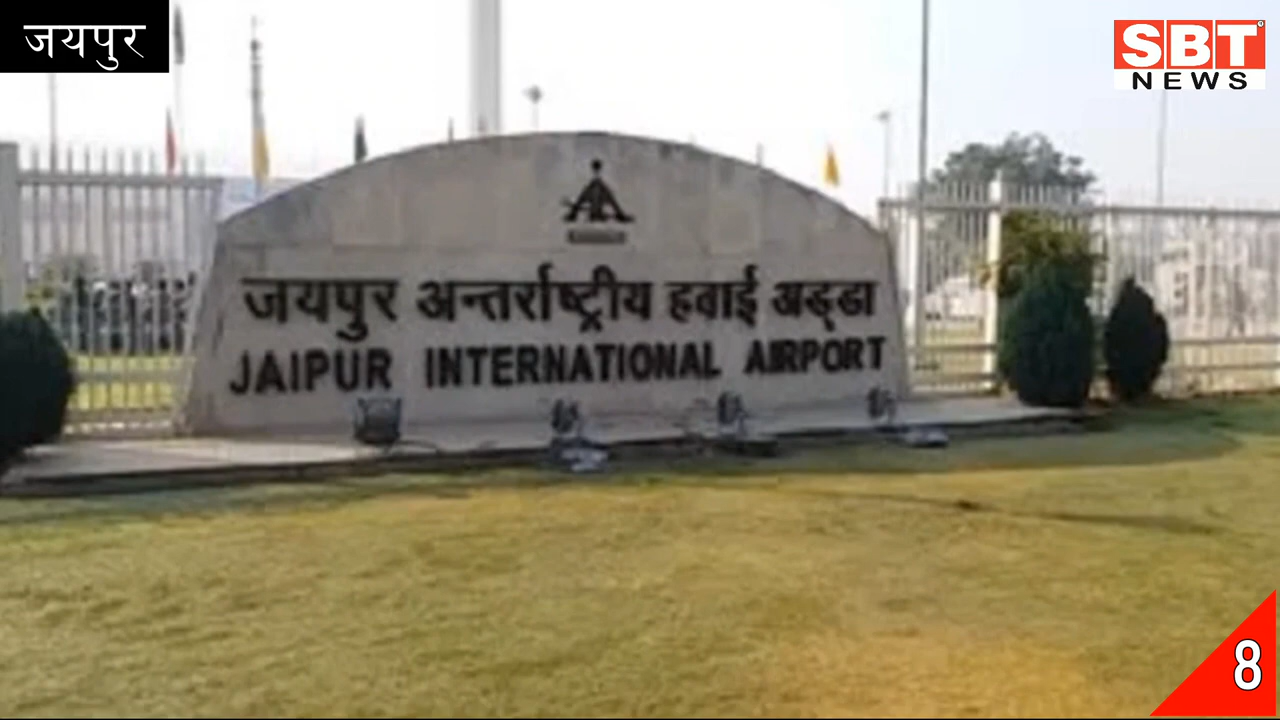 जयपुर
SBT
NEWS
जयपुर अन्तर्राष्ट्रीय हवाई अड्डा
JAIPUR INTERNATIONAL AIRPORT
8